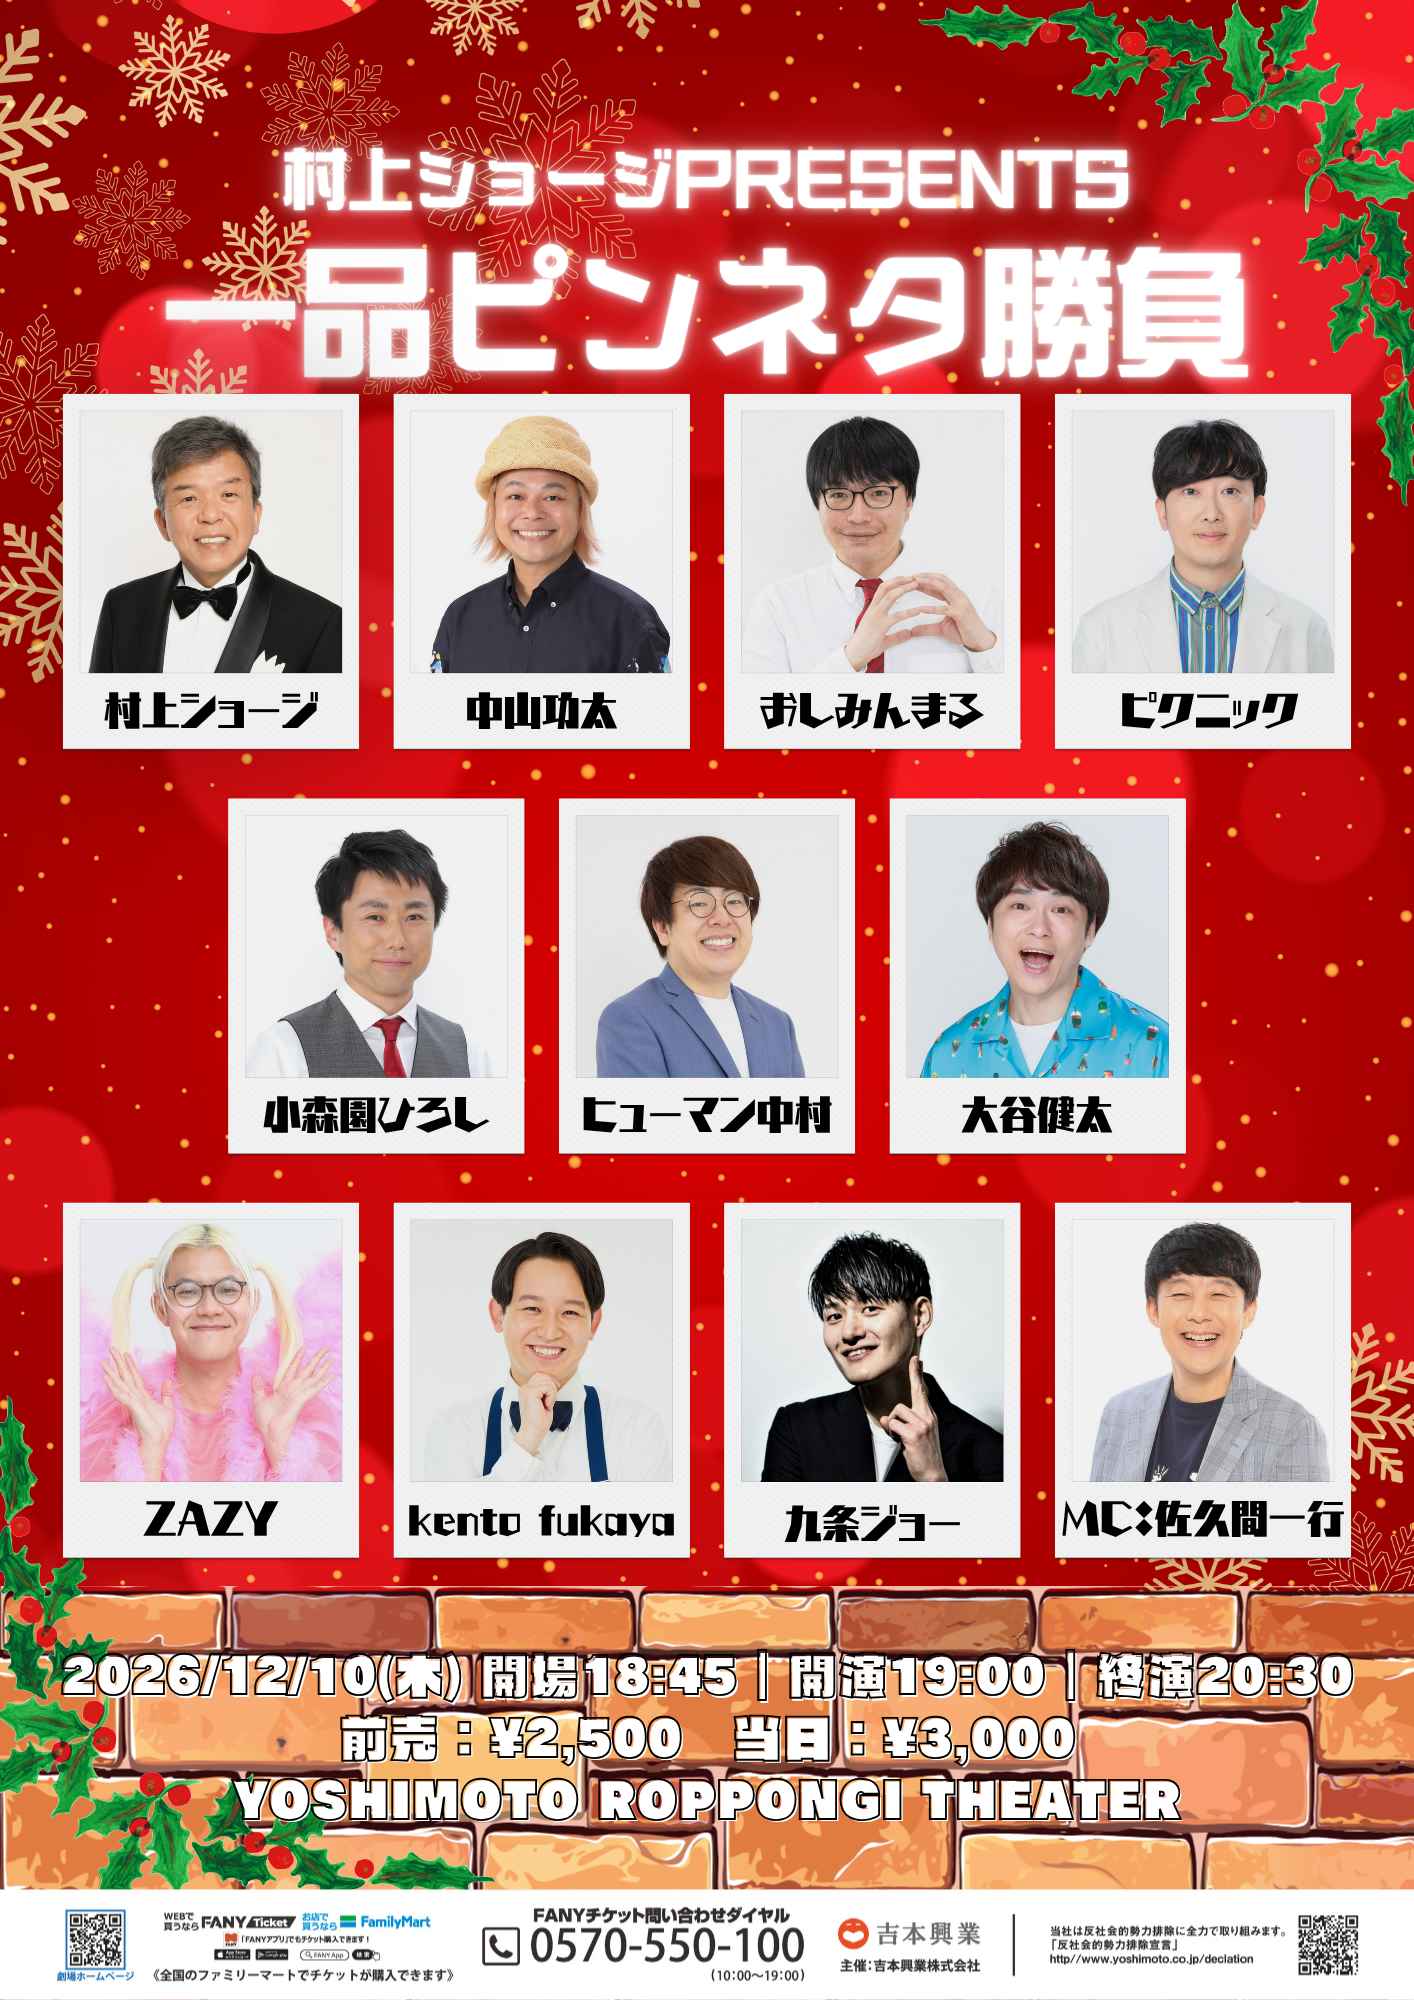 村上ショージPRESENTS
一品ピンネタ勝負
村上ショージ
中山功太
おしみんまる
ピクニック
小森園ひろし
ヒューマン中村
大谷健太
ZAZY
kento fukaya
九条ジョー
MC:佐久間一行
2026/12/10(木) 開場18:45｜開演19:00｜終演20:30
前売：¥2,500　当日：¥3,000
YOSHIMOTO ROPPONGI THEATER
劇場ホームページ
WEBで買うなら FANY Ticket お店で買うなら FamilyMart
FANY 「FANYアプリ」でもチケット購入できます！
App Store Google play FANY App 検索
《全国のファミリーマートでチケットが購入できます》
FANYチケット問い合わせダイヤル
0570-550-100
(10:00～19:00)
吉本興業
主催：吉本興業株式会社
当社は反社会的勢力排除に全力で取り組みます。
「反社会的勢力排除宣言」
http//www.yoshimoto.co.jp/declation